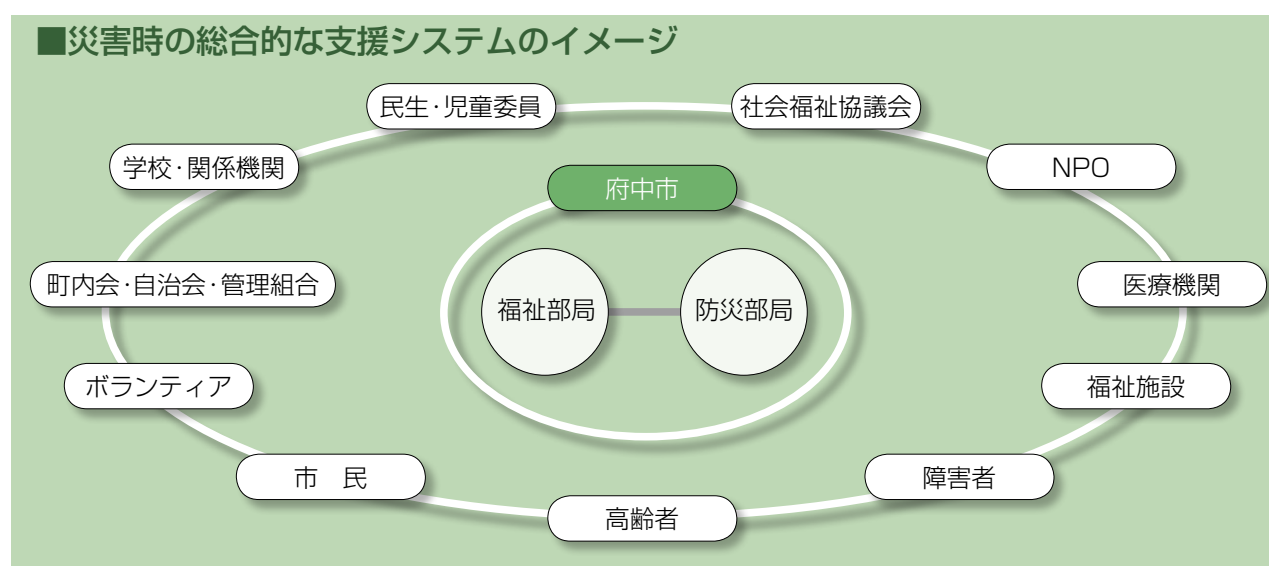 ■災害時の総合的な支援システムのイメージ
民生・児童委員
社会福祉協議会
学校・関係機関
NPO
府中市
町内会・自治会・管理組合
医療機関
福祉部局
防災部局
ボランティア
福祉施設
市　民
障害者
高齢者